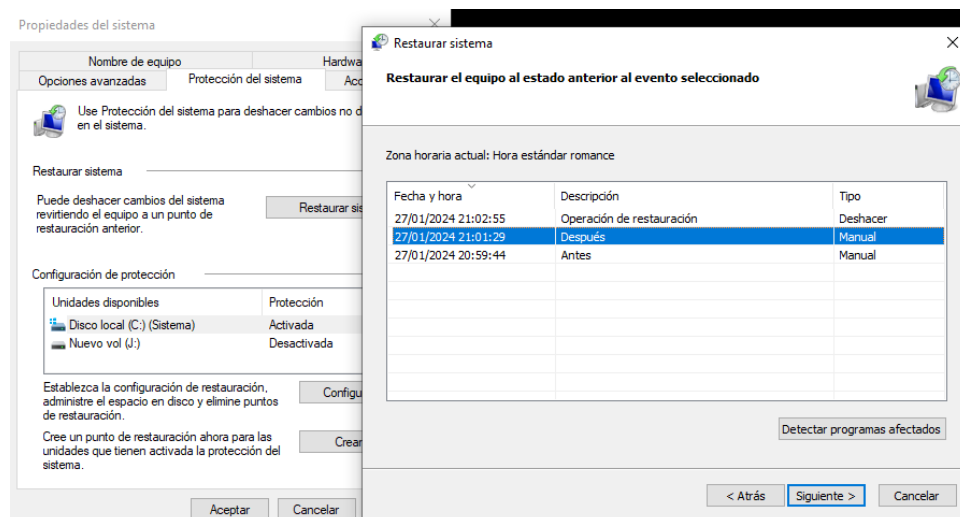 Propiedades del sistema
Nombre de equipo
Opciones avanzadas
Protección del sistema
Use Protección del sistema para deshacer cambios no
en el sistema.
Restaurar sistema
Puede deshacer cambios del sistema
revirtiendo el equipo a un punto de
restauración anterior.
Restaurar
Configuración de protección
Unidades disponibles Protección
Disco local (C:) (Sistema) Activada
Nuevo vol (J:) Desactivada
Establezca la configuración de restauración,
administre el espacio en disco y elimine puntos
de restauración.
Cree un punto de restauración ahora para las
unidades que tienen activada la protección del
sistema.
Crear
Aceptar Cancelar
Restaurar sistema
Restaurar el equipo al estado anterior al evento seleccionado
Zona horaria actual: Hora estándar romance
Fecha y hora Descripción Tipo
27/01/2024 21:02:55 Operación de restauración Deshacer
27/01/2024 21:01:29 Después Manual
27/01/2024 20:59:44 Antes Manual
Detectar programas afectados
< Atrás Siguiente > Cancelar